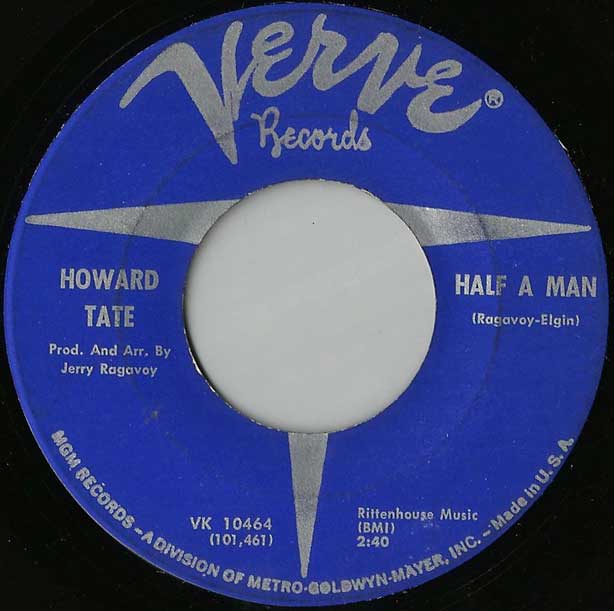 Verve®
Records
HOWARD
TATE
Prod. And Arr. By
Jerry Ragavoy
HALF A MAN
(Ragavoy-Elgin)
VK 10464
(101,461)
Rittenhouse Music
(BMI)
2:40
MGM RECORDS – A DIVISION OF METRO-GOLDWYN-MAYER, INC. – Made in U.S.A.